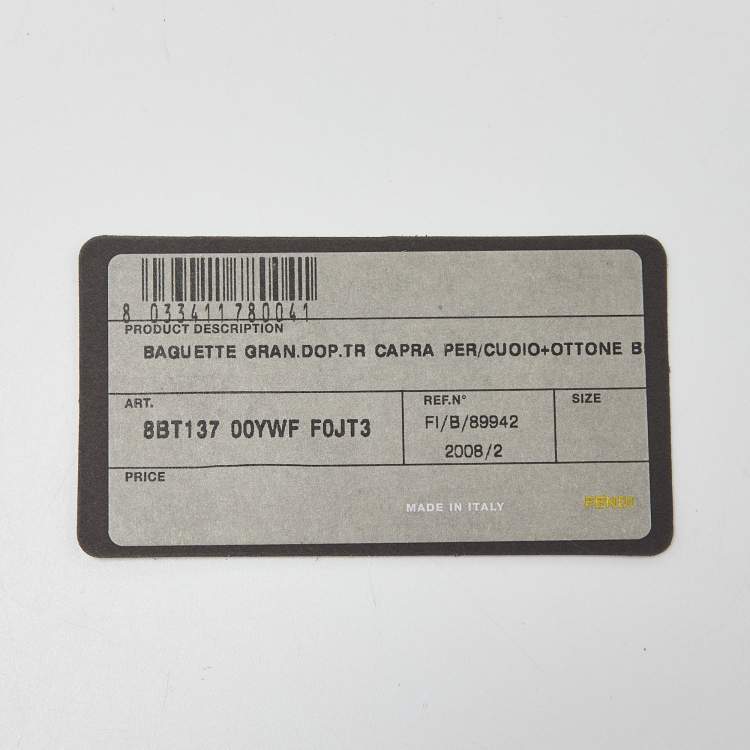 8 033411 780041
PRODUCT DESCRIPTION
BAGUETTE GRAN.DOP.TR CAPRA PER/CUOIO+OTTONE B
ART.
8BT137 00YWF F0JT3
REF.N°
FI/B/89942
2008/2
SIZE
PRICE
MADE IN ITALY
FENDI